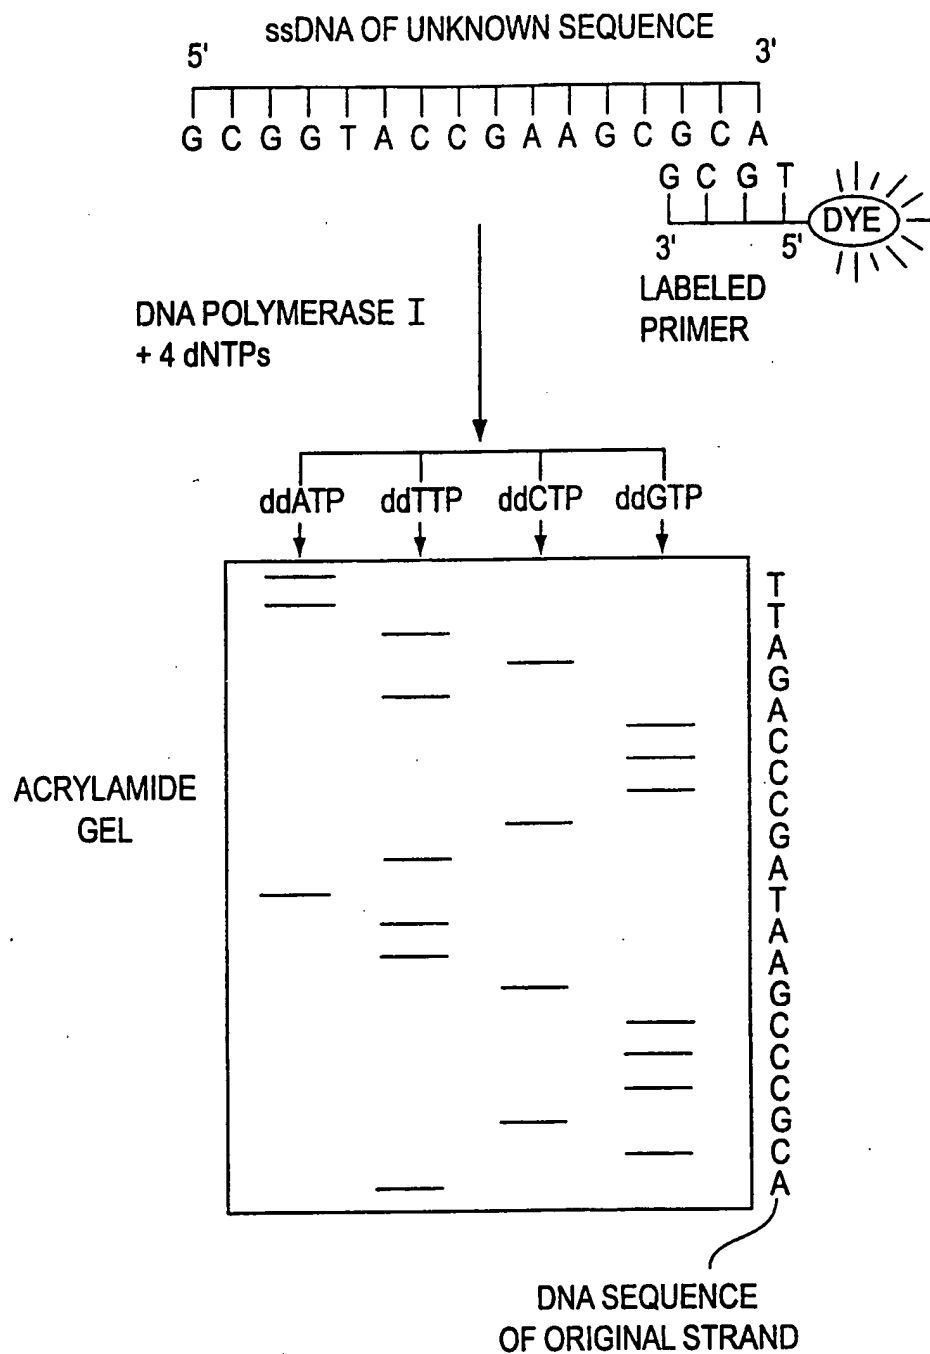 ssDNA OF UNKNOWN SEQUENCE
5' 3'
G C G G T A C C G A A G C G C A
G C G T
DYE
3' 5'
LABELED
PRIMER
DNA POLYMERASE I
+ 4 dNTPs
ddATP ddTTP ddCTP ddGTP
T
T
A
G
A
C
C
C
G
A
T
A
A
G
C
C
C
G
C
A
ACRYLAMIDE
GEL
DNA SEQUENCE
OF ORIGINAL STRAND